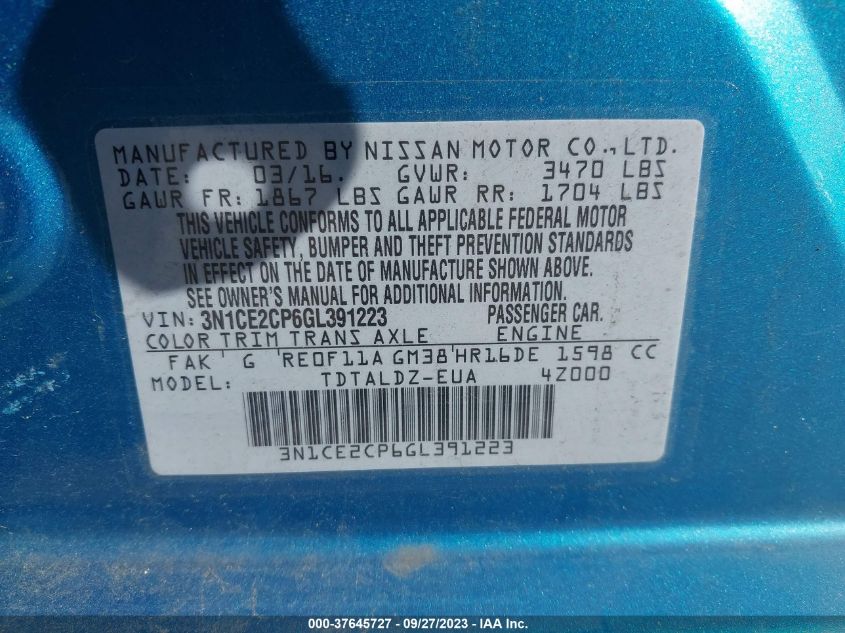 MANUFACTURED BY NISSAN MOTOR CO., LTD.
DATE: 03/16. GVWR: 3470 LBS
GAWR FR: 1867 LBS GAWR RR: 1704 LBS
THIS VEHICLE CONFORMS TO ALL APPLICABLE FEDERAL MOTOR
VEHICLE SAFETY, BUMPER AND THEFT PREVENTION STANDARDS
IN EFFECT ON THE DATE OF MANUFACTURE SHOWN ABOVE.
SEE OWNER'S MANUAL FOR ADDITIONAL INFORMATION.
VIN: 3N1CE2CP6GL391223 PASSENGER CAR.
COLOR TRIM TRANS AXLE ENGINE
FAK G RE0F11A GM38 HR16DE 1598 CC
MODEL: TDTALDZ-EUA 4Z000
3N1CE2CP6GL391223
000-37645727 - 09/27/2023 - IAAI.com